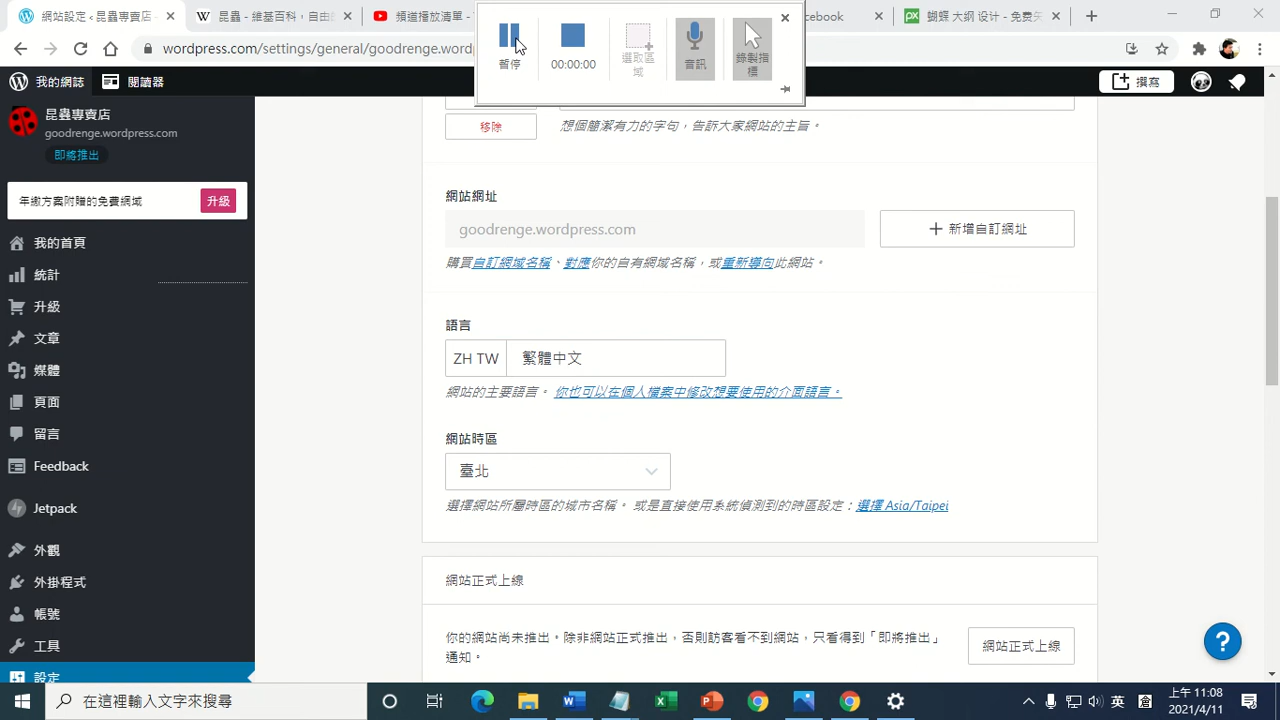 網站設定 ‹ 昆蟲專賣店 -
昆蟲 - 維基百科，自由的
頻道播放清單 -
cebook
蝴蝶 大纲 设计 - 免费矢
wordpress.com/settings/general/goodrenge.wordp
暫停
00:00:00
選取區域
音訊
錄製指標
我的網誌
閱讀器
撰寫
昆蟲專賣店
goodrenge.wordpress.com
即將推出
年繳方案附贈的免費網域
升級
我的首頁
統計
升級
文章
媒體
頁面
留言
Feedback
Jetpack
外觀
外掛程式
帳號
工具
設定
移除
想個簡潔有力的字句，告訴大家網站的主旨。
網站網址
goodrenge.wordpress.com
新增自訂網址
購買自訂網域名稱、對應你的自有網域名稱，或重新導向此網站。
語言
ZH TW
繁體中文
網站的主要語言。 你也可以在個人檔案中修改想要使用的介面語言。
網站時區
臺北
選擇網站所屬時區的城市名稱。 或是直接使用系統偵測到的時區設定：選擇 Asia/Taipei
網站正式上線
你的網站尚未推出。除非網站正式推出，否則訪客看不到網站，只看得到「即將推出」
通知。
網站正式上線
在這裡輸入文字來搜尋
英
上午 11:08
2021/4/11